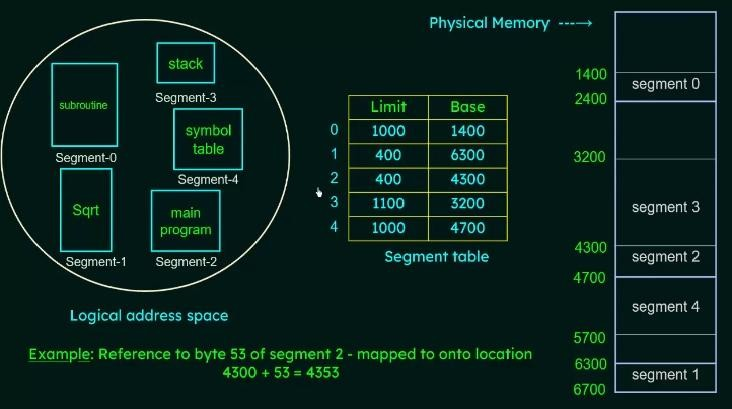 Physical Memory ---->
stack
Segment-3
subroutine
Segment-0
symbol
table
Segment-4
Sqrt
Segment-1
main
program
Segment-2
Logical address space
Limit Base
0 1000 1400
1 400 6300
2 400 4300
3 1100 3200
4 1000 4700
Segment table
1400
segment 0
2400
3200
segment 3
4300
segment 2
4700
segment 4
5700
6300
segment 1
6700
Example: Reference to byte 53 of segment 2 - mapped to onto location
4300 + 53 = 4353